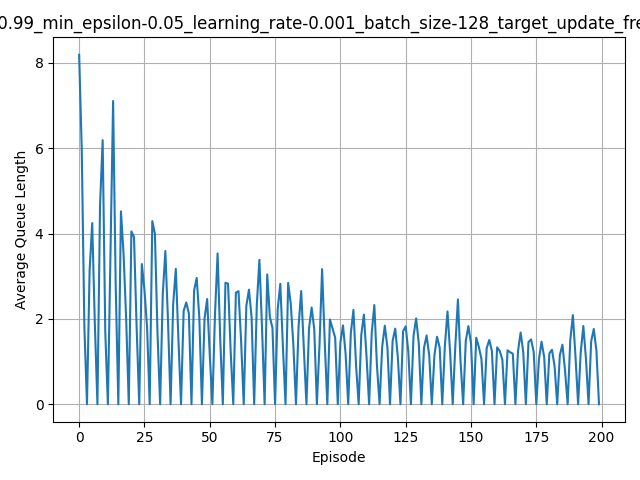 0.99_min_epsilon-0.05_learning_rate-0.001_batch_size-128_target_update_fre
8
6
4
2
0
Average Queue Length
0 25 50 75 100 125 150 175 200
Episode